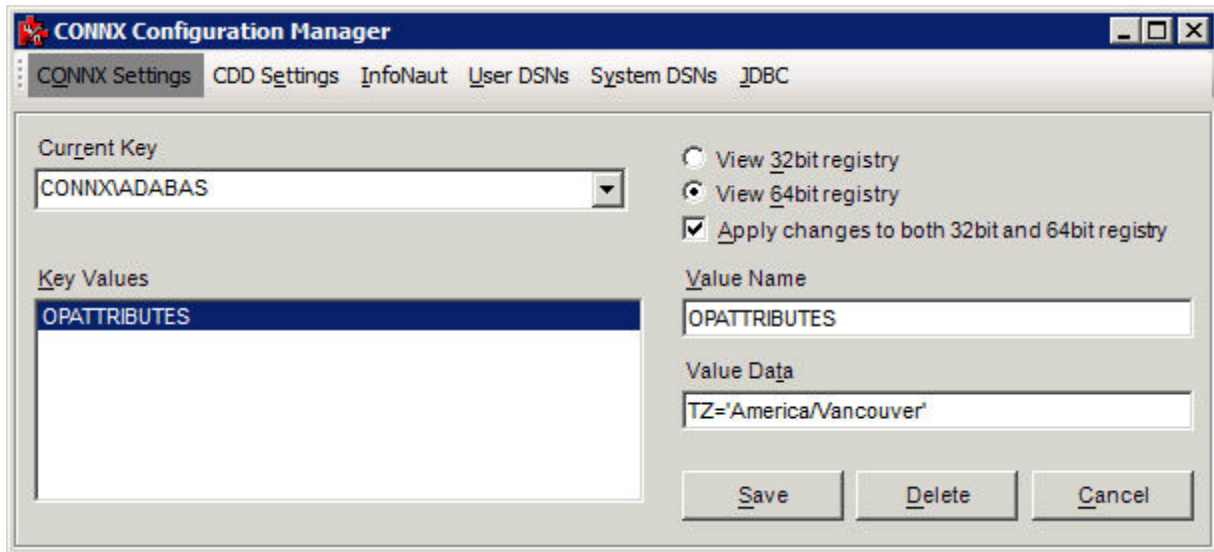 CONNX Configuration Manager
CONNX Settings CDD Settings InfoNaut User DSNs System DSNs JDBC
Current Key
CONNX\ADABAS
View 32bit registry
View 64bit registry
Apply changes to both 32bit and 64bit registry
Key Values
OPATTRIBUTES
Value Name
OPATTRIBUTES
Value Data
TZ='America/Vancouver'
Save Delete Cancel